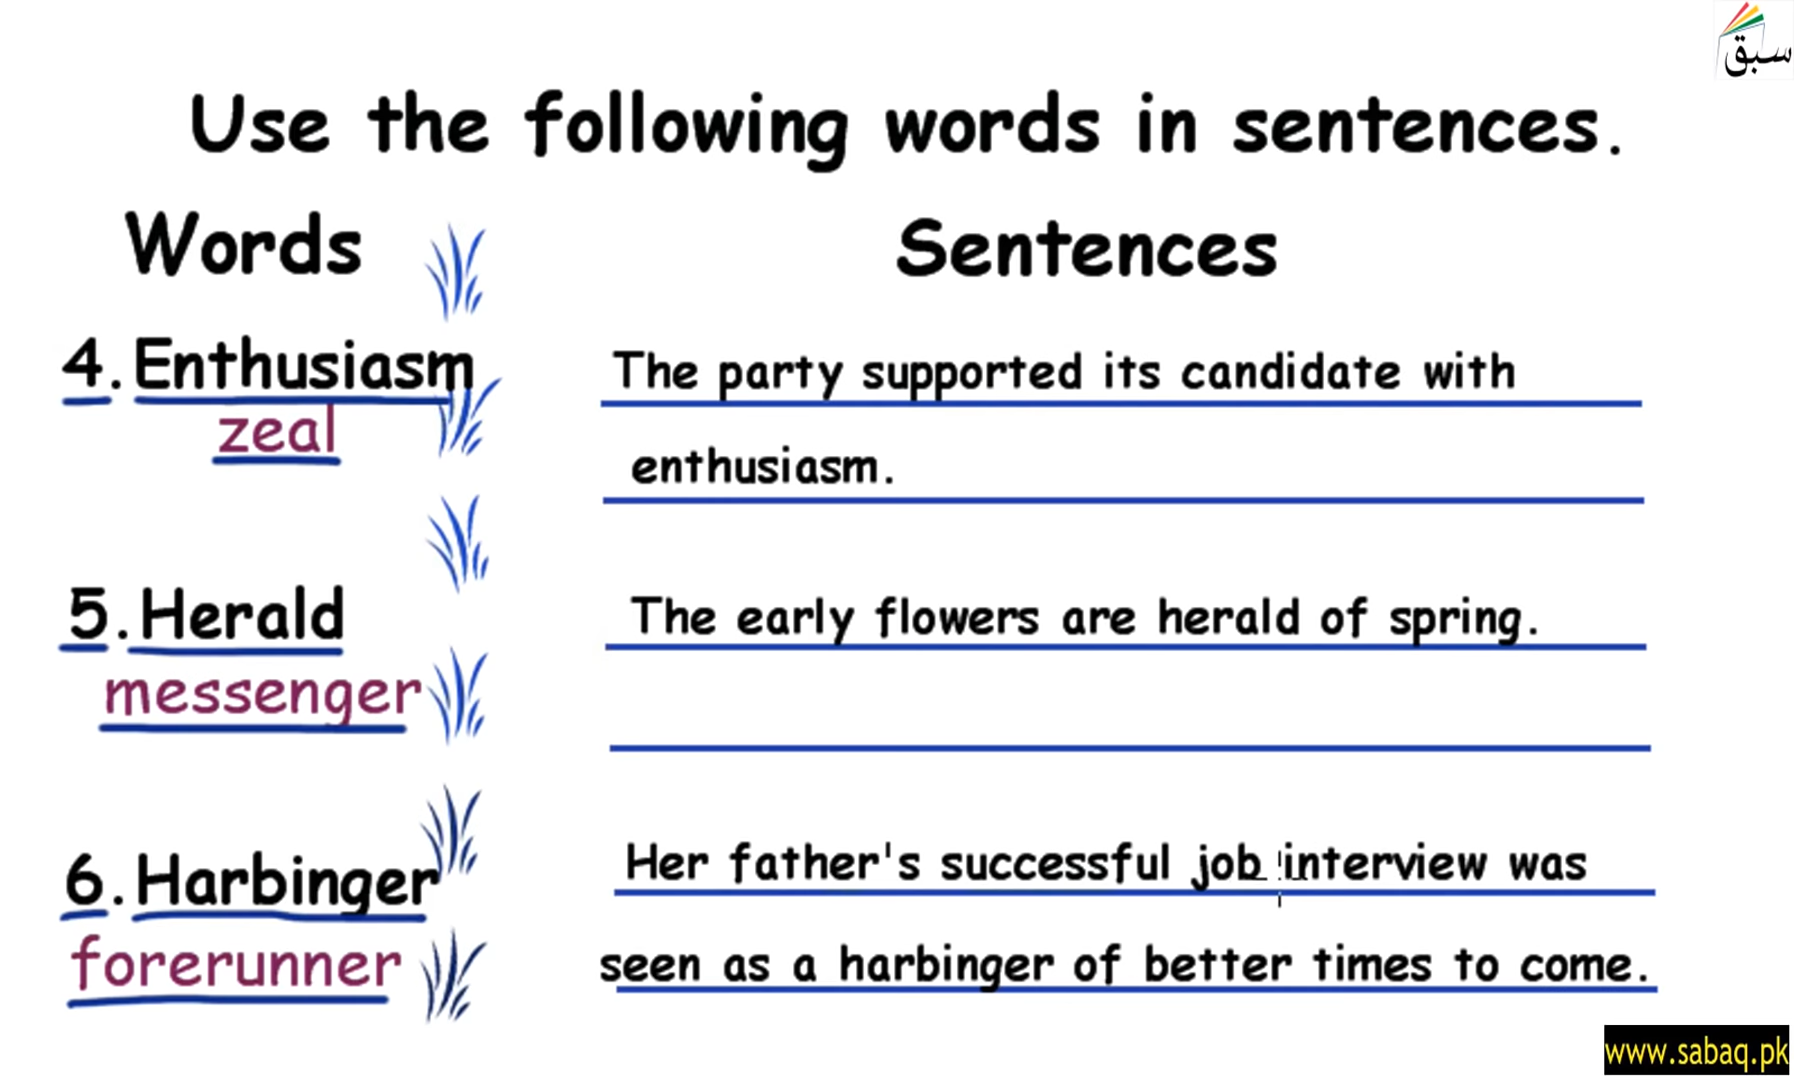 سبق
Use the following words in sentences.
Words Sentences
4. Enthusiasm The party supported its candidate with
zeal enthusiasm.
5. Herald The early flowers are herald of spring.
messenger
6. Harbinger Her father's successful job interview was
forerunner seen as a harbinger of better times to come.
www.sabaq.pk